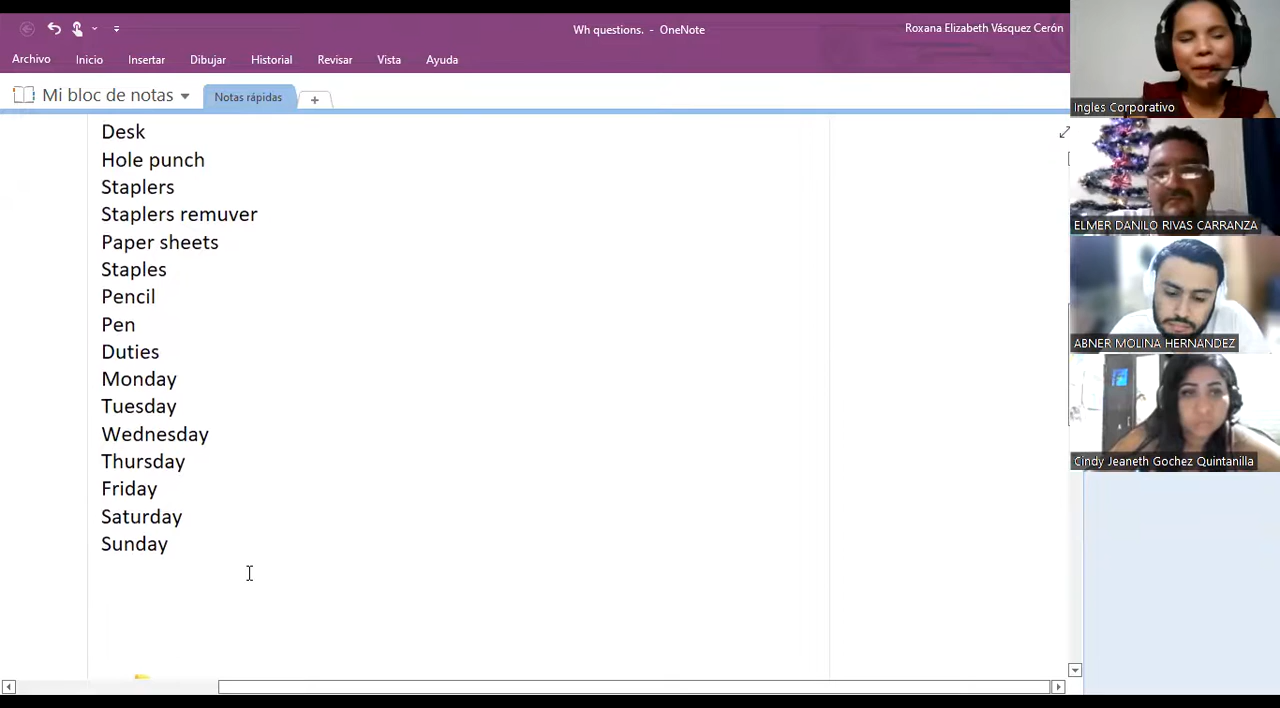 Wh questions. - OneNote
Roxana Elizabeth Vásquez Cerón
Archivo Inicio Insertar Dibujar Historial Revisar Vista Ayuda
Mi bloc de notas
Notas rápidas
Desk
Hole punch
Staplers
Staplers remuver
Paper sheets
Staples
Pencil
Pen
Duties
Monday
Tuesday
Wednesday
Thursday
Friday
Saturday
Sunday
Ingles Corporativo
ELMER DANILO RIVAS CARRANZA
ABNER MOLINA HERNANDEZ
Cindy Jeaneth Gochez Quintanilla